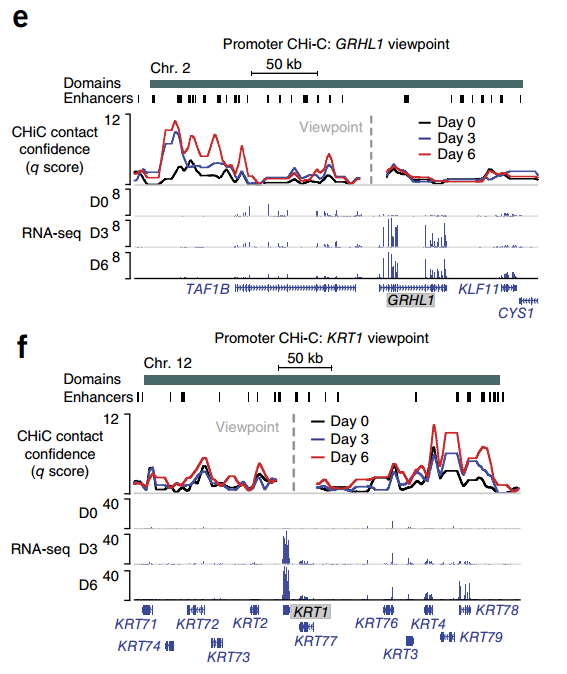 e
Promoter CHi-C: GRHL1 viewpoint
Chr. 2
50 kb
Domains
Enhancers
12
CHiC contact
confidence
(q score)
Viewpoint
Day 0
Day 3
Day 6
D0 8
RNA-seq D3 8
D6 8
TAF1B GRHL1 KLF11
CYS1
f
Promoter CHi-C: KRT1 viewpoint
Chr. 12
50 kb
Domains
Enhancers
12
CHiC contact
confidence
(q score)
Viewpoint
Day 0
Day 3
Day 6
D0 40
RNA-seq D3 40
D6 40
KRT1 KRT78
KRT71 KRT72 KRT2 KRT76 KRT4
KRT77 KRT79
KRT74 KRT73 KRT3